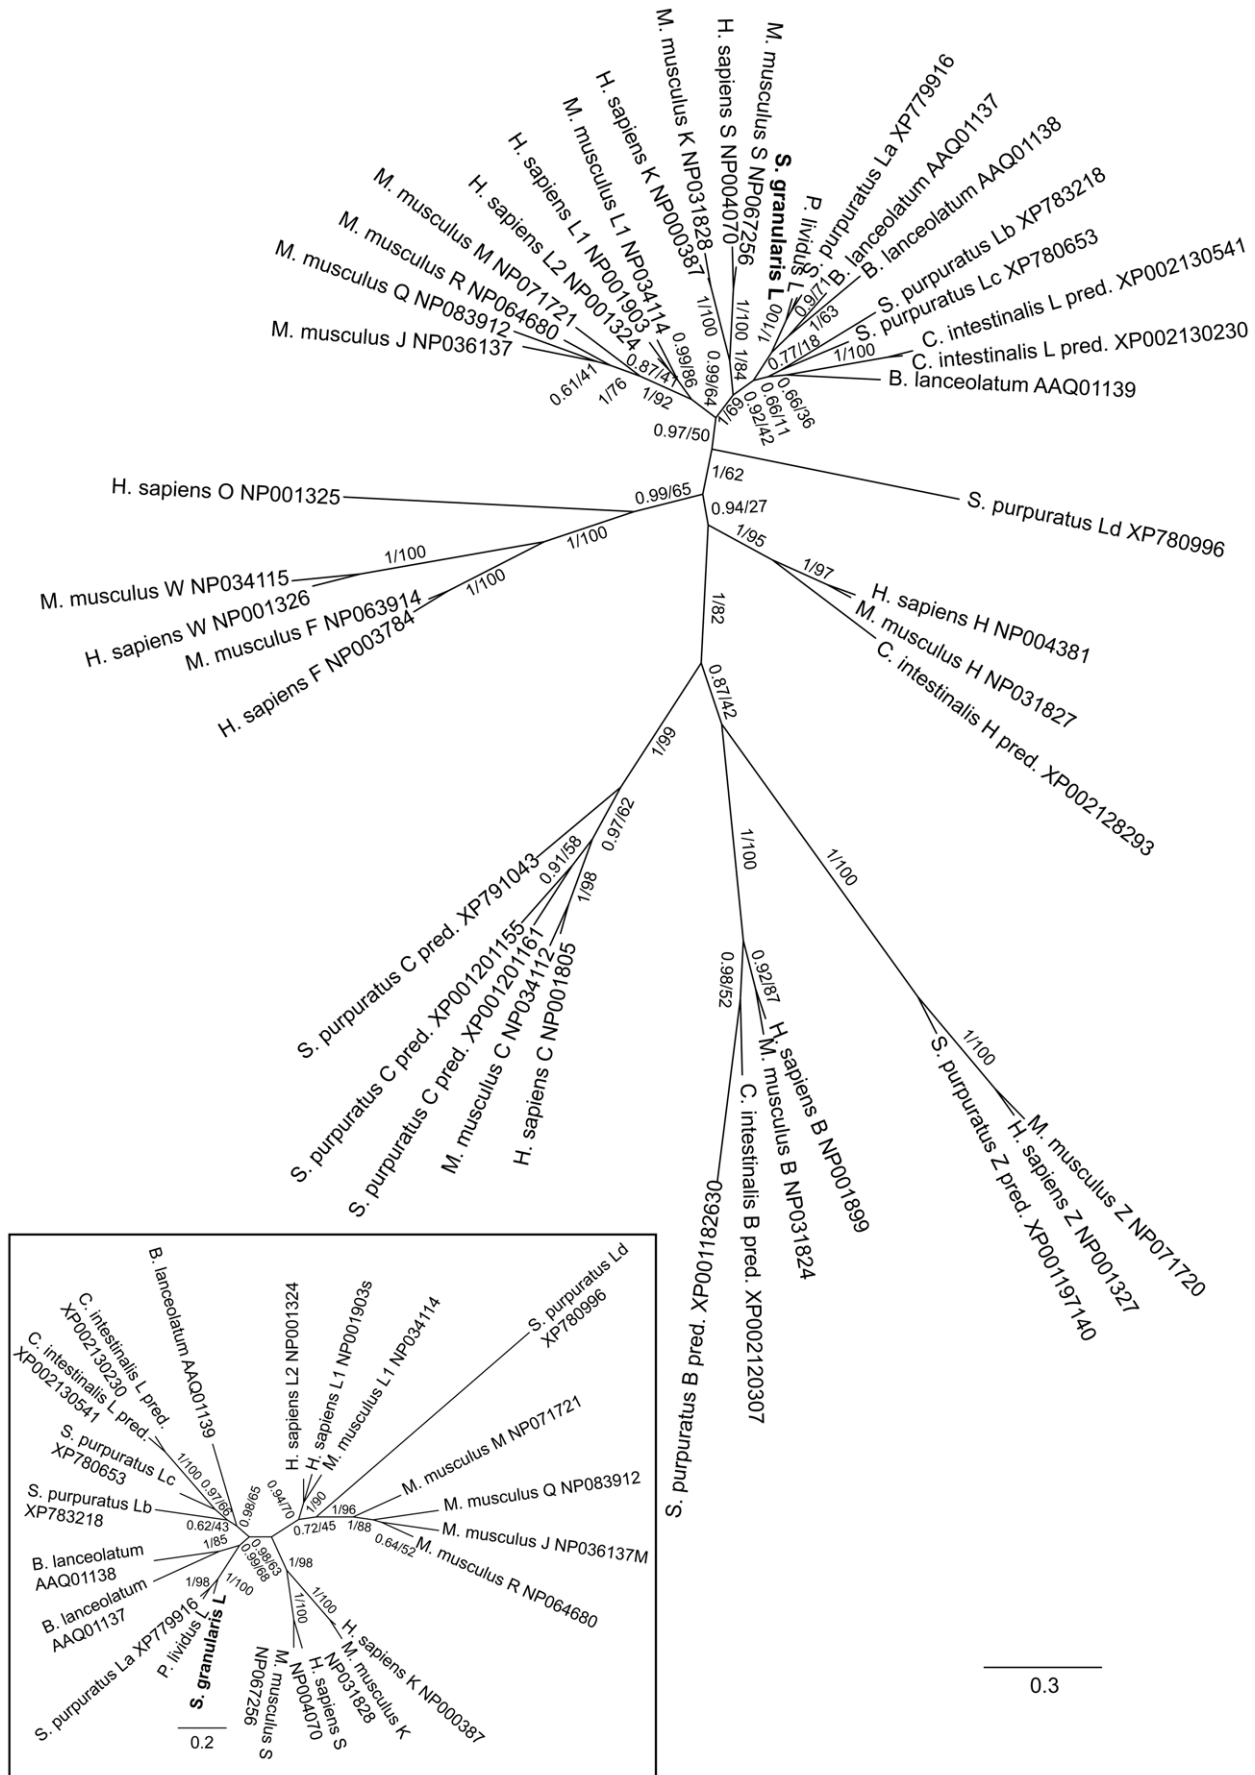 M. musculus K NP031828
H. sapiens S NP004070
M. musculus S NP067256
S. granularis L
P. lividus L
S. purpuratus La XP779916
B. lanceolatum AAQ01137
B. lanceolatum AAQ01138
S. purpuratus Lb XP783218
S. purpuratus Lc XP780653
C. intestinalis L pred. XP002130541
C. intestinalis L pred. XP002130230
B. lanceolatum AAQ01139
H. sapiens K NP000387
M. musculus L1 NP034114
H. sapiens L1 NP001903
H. sapiens L2 NP001324
M. musculus M NP071721
M. musculus R NP064680
M. musculus Q NP083912
M. musculus J NP036137
1/100
1/100
1/100
0.9/71
1/63
0.77/18
1/100
0.66/36
0.66/11
0.92/42
1/84
0.99/64
0.99/86
0.87/41
1/92
1/76
0.61/41
1/69
0.97/50
1/62
S. purpuratus Ld XP780996
H. sapiens O NP001325
0.99/65
0.94/27
1/100
1/100
1/100
M. musculus W NP034115
H. sapiens W NP001326
M. musculus F NP063914
H. sapiens F NP003784
1/95
1/97
H. sapiens H NP004381
M. musculus H NP031827
C. intestinalis H pred. XP002128293
1/82
0.87/42
1/99
0.97/62
0.91/58
1/98
S. purpuratus C pred. XP791043
S. purpuratus C pred. XP001201155
S. purpuratus C pred. XP001201161
M. musculus C NP034112
H. sapiens C NP001805
1/100
0.92/87
0.98/52
H. sapiens B NP001899
M. musculus B NP031824
C. intestinalis B pred. XP002120307
S. purpuratus B pred. XP001182630
1/100
1/100
M. musculus Z NP071720
H. sapiens Z NP001327
S. purpuratus Z pred. XP001197140
0.3
B. lanceolatum AAQ01139
C. intestinalis L pred.
XP002130230
C. intestinalis L pred.
XP002130541
S. purpuratus Lc
XP780653
S. purpuratus Lb
XP783218
B. lanceolatum
AAQ01138
B. lanceolatum
AAQ01137
S. purpuratus La XP779916
P. lividus L
S. granularis L
H. sapiens L2 NP001324
H. sapiens L1 NP001903s
M. musculus L1 NP034114
S. purpuratus Ld
XP780996
M. musculus M NP071721
M. musculus Q NP083912
M. musculus J NP036137M
M. musculus R NP064680
1/100
0.97/66
0.98/65
0.62/43
1/85
0.98/63
0.99/68
1/98
1/100
0.94/70
1/90
0.72/45
1/96
1/88
0.64/52
1/98
1/100
1/100
H. sapiens K NP000387
M. musculus K
NP031828
H. sapiens S
NP004070
M. musculus S
NP067256
0.2